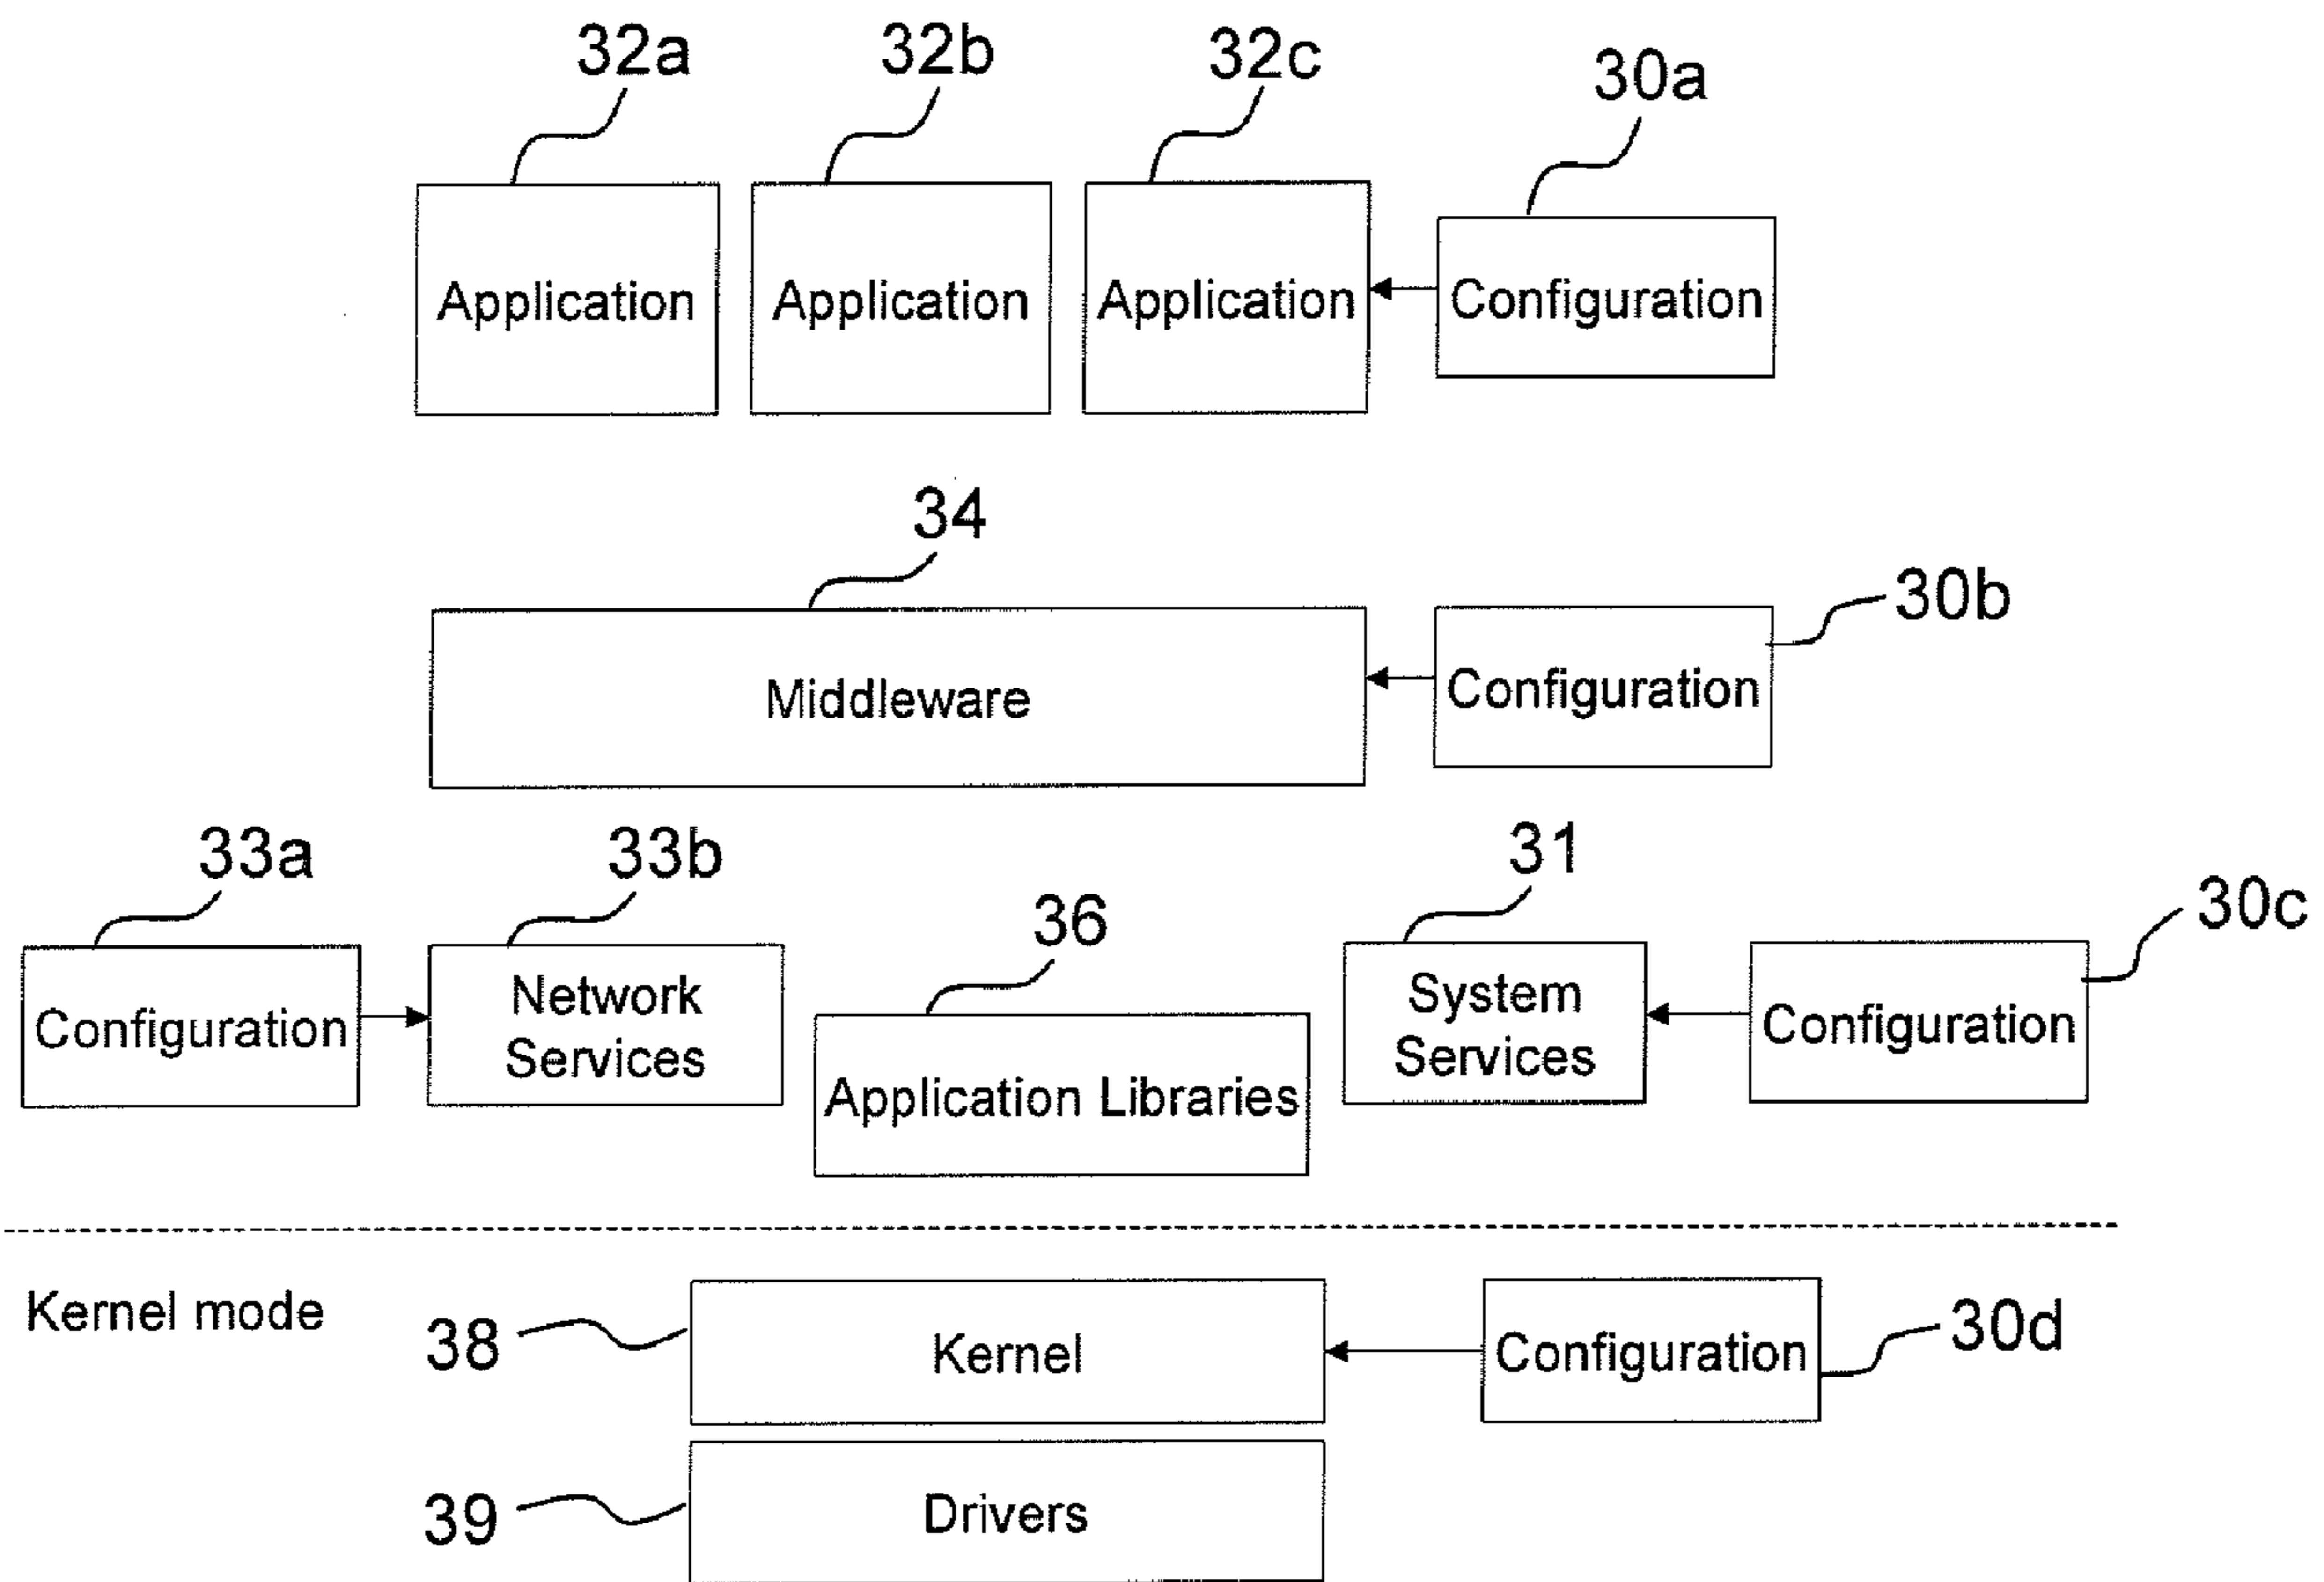 32a
32b
32c
30a
Application
Application
Application
Configuration
34
30b
Middleware
Configuration
33a
33b
36
31
30c
Configuration
Network
Services
Application Libraries
System
Services
Configuration
Kernel mode
38
Kernel
Configuration
30d
39
Drivers